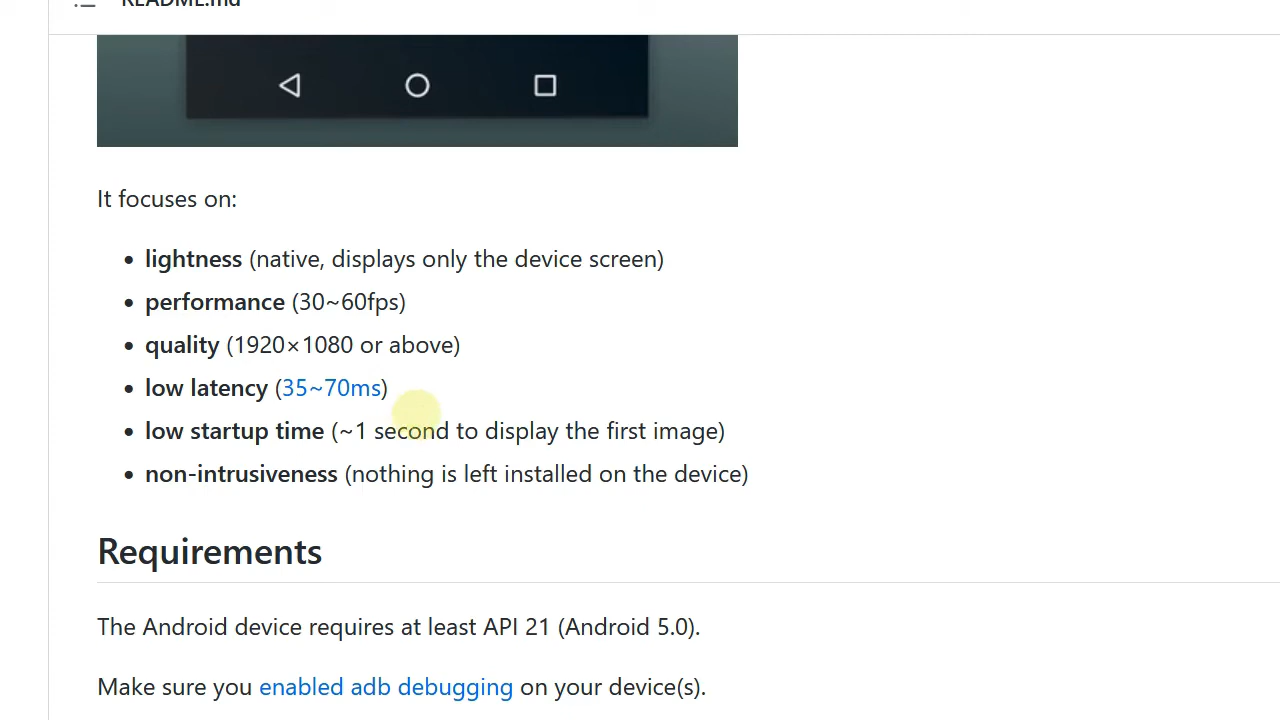 README.md
It focuses on:
lightness (native, displays only the device screen)
performance (30~60fps)
quality (1920×1080 or above)
low latency (35~70ms)
low startup time (~1 second to display the first image)
non-intrusiveness (nothing is left installed on the device)
Requirements
The Android device requires at least API 21 (Android 5.0).
Make sure you enabled adb debugging on your device(s).